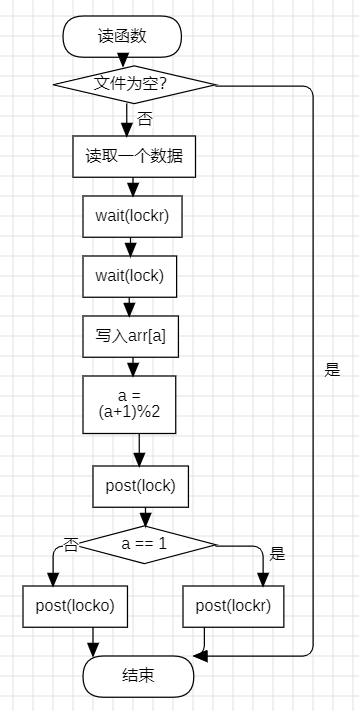 读函数
文件为空？
否
读取一个数据
wait(lockr)
wait(lock)
写入arr[a]
是
a =
(a+1)%2
post(lock)
否
a == 1
是
post(locko)
post(lockr)
结束